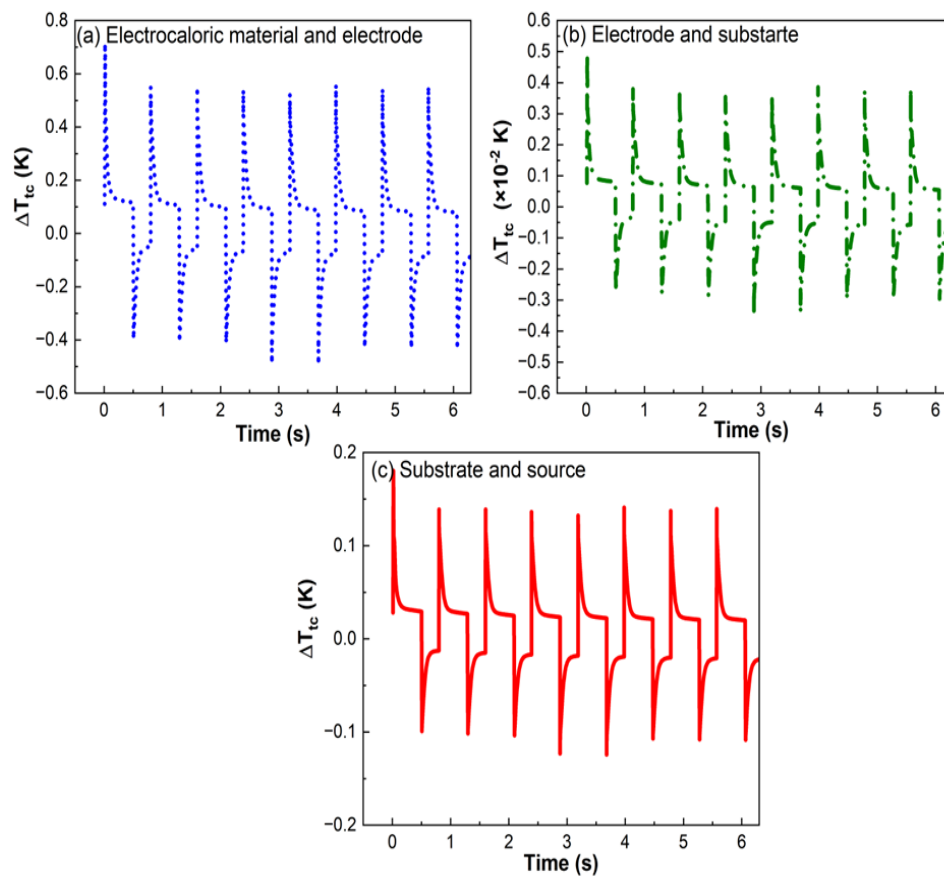 (a) Electrocaloric material and electrode
0.8
0.6
0.4
0.2
0.0
−0.2
−0.4
−0.6
ΔT_tc (K)
0 1 2 3 4 5 6
Time (s)
(b) Electrode and substarte
0.6
0.5
0.4
0.3
0.2
0.1
0.0
−0.1
−0.2
−0.3
−0.4
−0.5
−0.6
ΔT_tc (×10⁻² K)
0 1 2 3 4 5 6
Time (s)
(c) Substrate and source
0.2
0.1
0.0
−0.1
−0.2
ΔT_tc (K)
0 1 2 3 4 5 6
Time (s)